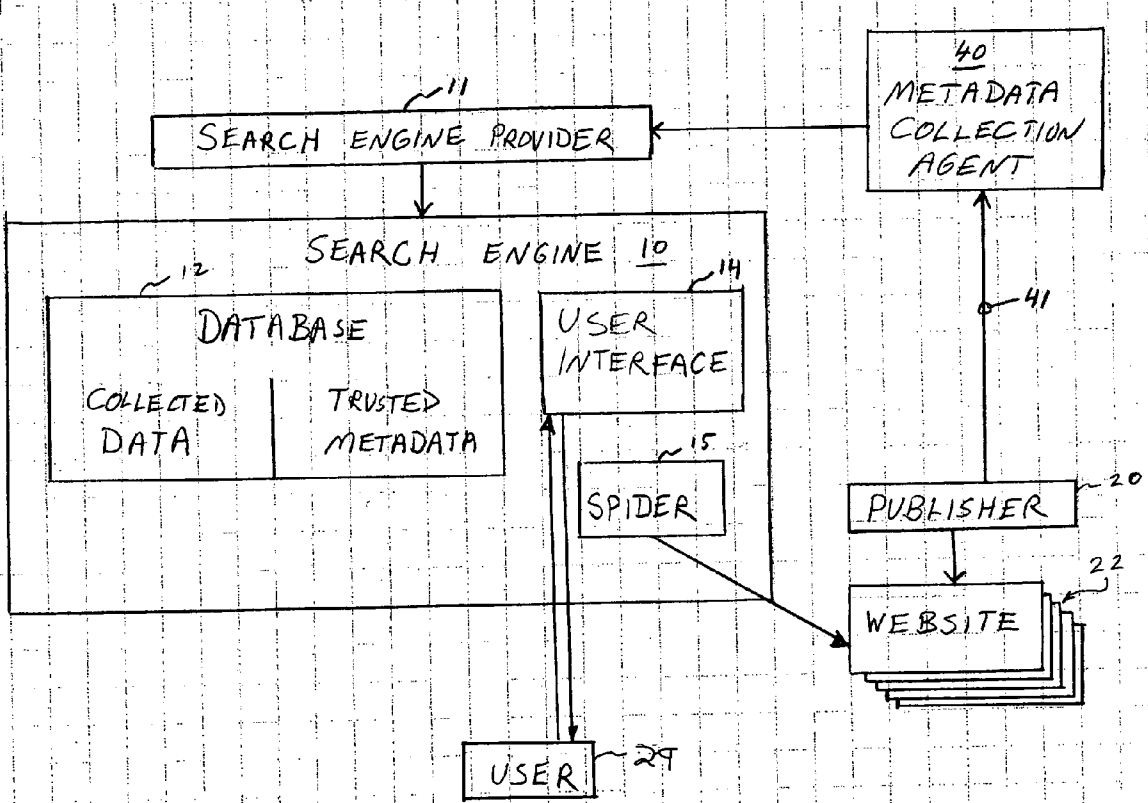 40
METADATA
COLLECTION
AGENT
11
SEARCH ENGINE PROVIDER
SEARCH ENGINE 10
12
DATABASE
COLLECTED
DATA
TRUSTED
METADATA
14
USER
INTERFACE
41
15
SPIDER
20
PUBLISHER
22
WEBSITE
USER